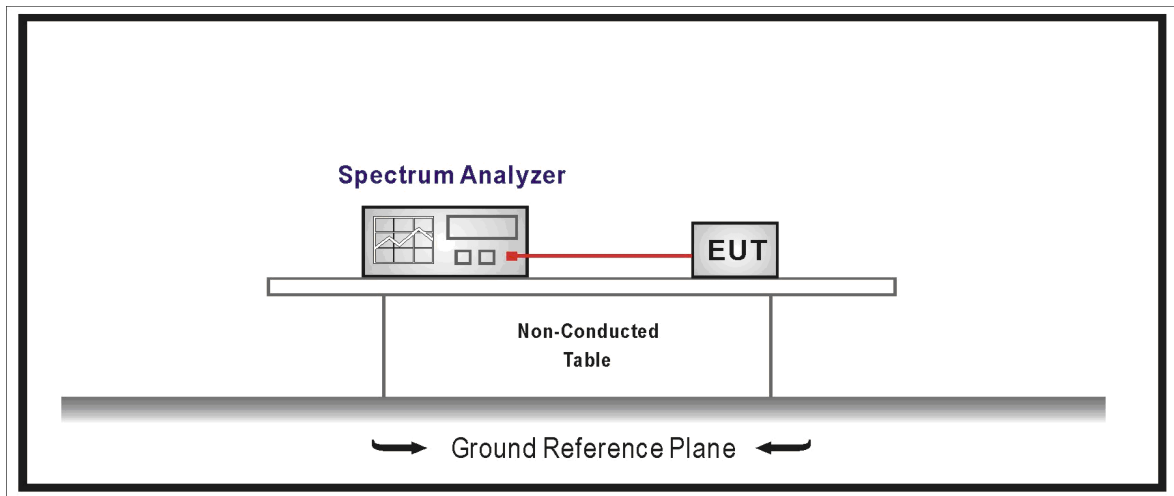 Spectrum Analyzer
EUT
Non-Conducted
Table
Ground Reference Plane